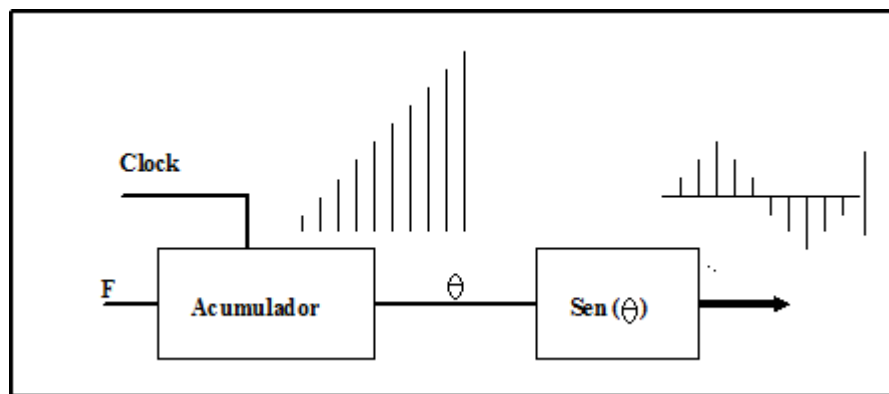 Clock
F
Acumulador
θ
Sen(θ)